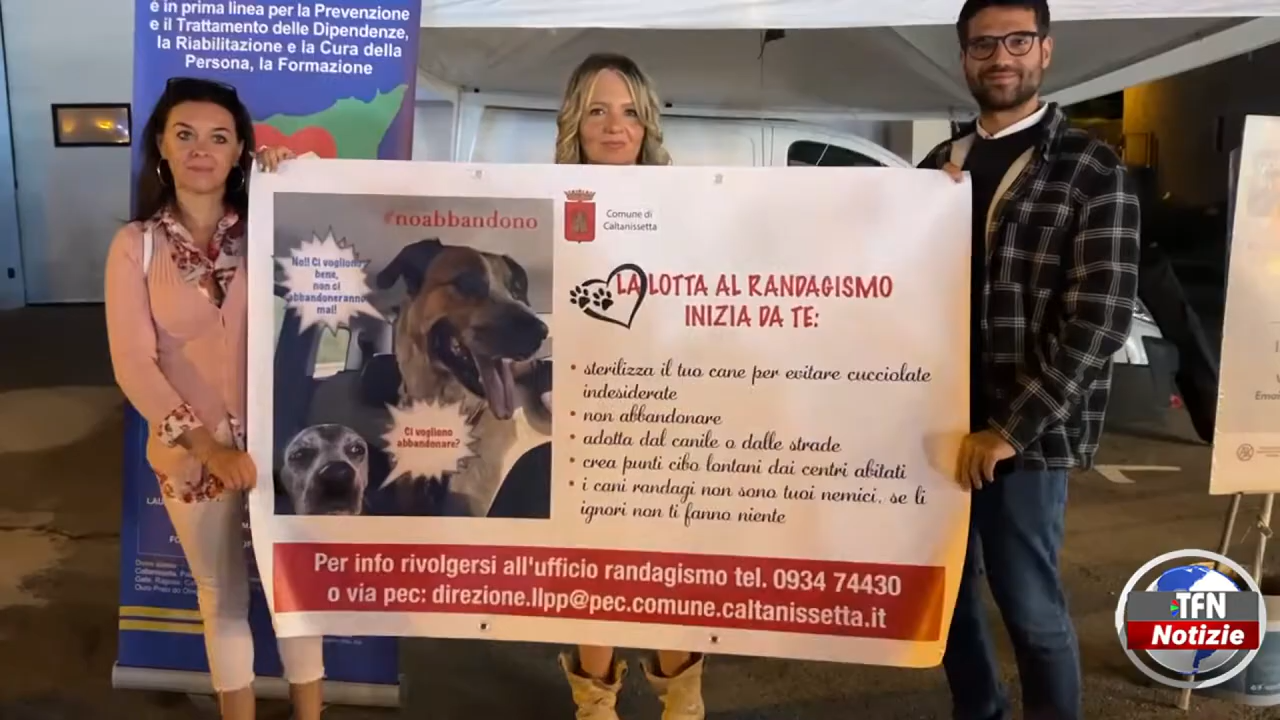 è in prima linea per la Prevenzione
e il Trattamento delle Dipendenze,
la Riabilitazione e la Cura della
Persona, la Formazione
#noabbandono
No!! Ci vogliono
bene,
non ci
abbandoneranno
mai!
Ci vogliono
abbandonare?
Comune di
Caltanissetta
LA LOTTA AL RANDAGISMO
INIZIA DA TE:
• sterilizza il tuo cane per evitare cucciolate
indesiderate
• non abbandonare
• adotta dal canile o dalle strade
• crea punti cibo lontani dai centri abitati
• i cani randagi non sono tuoi nemici, se li
ignori non ti fanno niente
Per info rivolgersi all'ufficio randagismo tel. 0934 74430
o via pec: direzione.llpp@pec.comune.caltanissetta.it
TFN
Notizie